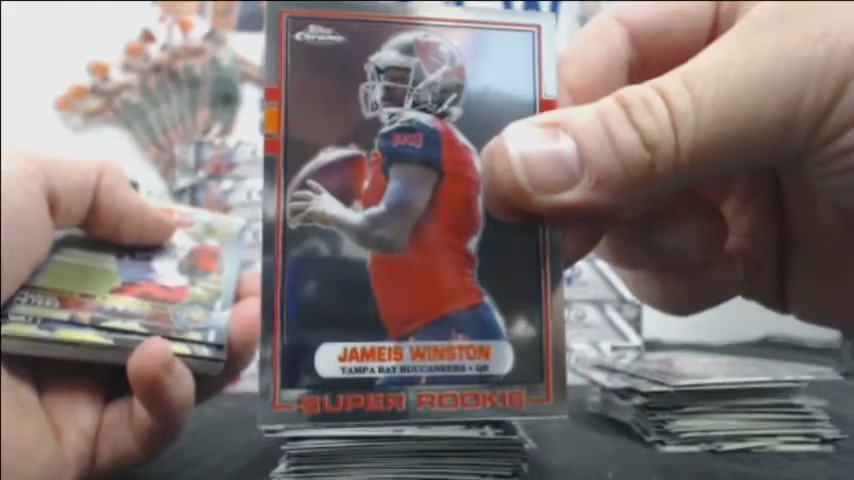 Topps
Chrome
JAMEIS WINSTON
TAMPA BAY BUCCANEERS • QB
SUPER ROOKIE